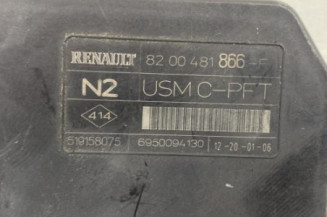 RENAULT 82 00 481 866-F
N2 USM C-PFT
414
519158075 6950094130 12-20-01-06